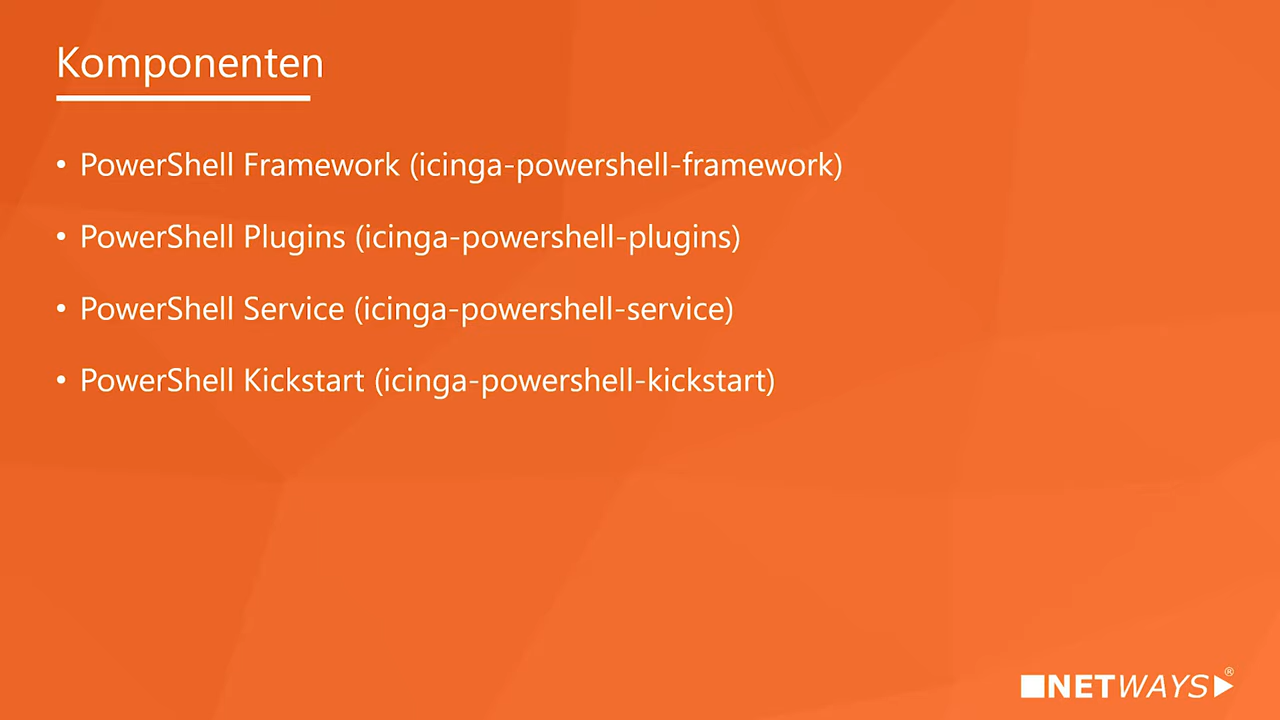 Komponenten
• PowerShell Framework (icinga-powershell-framework)
• PowerShell Plugins (icinga-powershell-plugins)
• PowerShell Service (icinga-powershell-service)
• PowerShell Kickstart (icinga-powershell-kickstart)
NETWAYS®